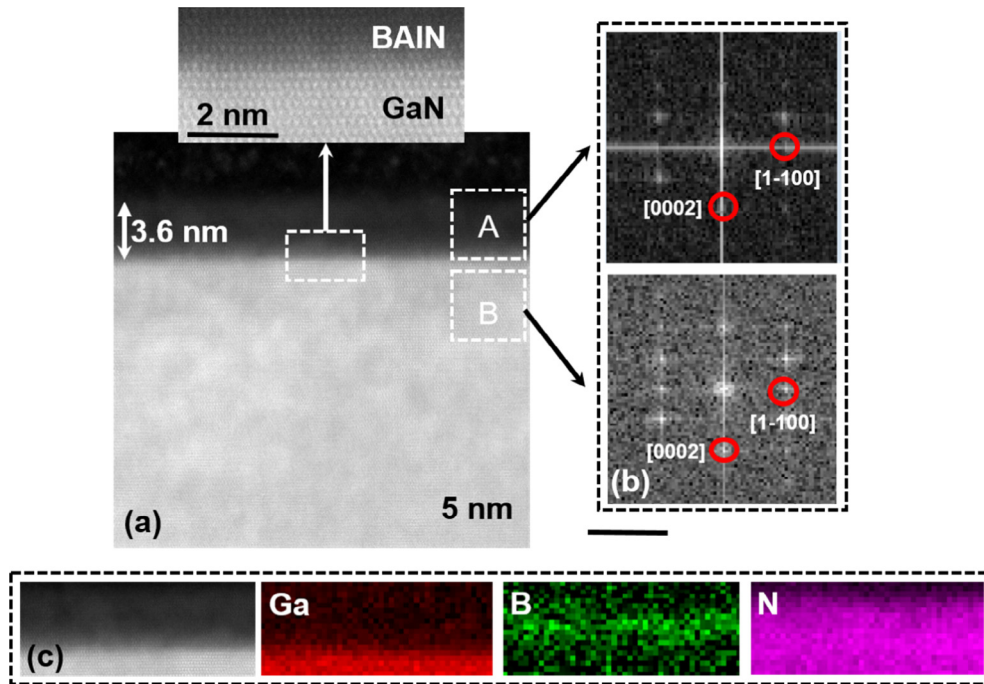 BAlN
GaN
2 nm
3.6 nm
A
B
(a)
5 nm
[1-100]
[0002]
[1-100]
[0002]
(b)
(c)
Ga
B
N